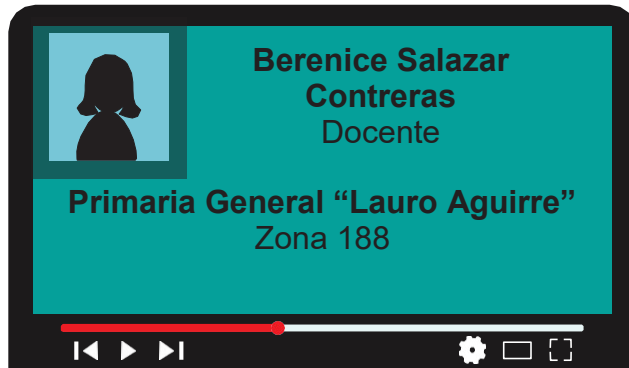 Berenice Salazar
Contreras
Docente
Primaria General “Lauro Aguirre”
Zona 188